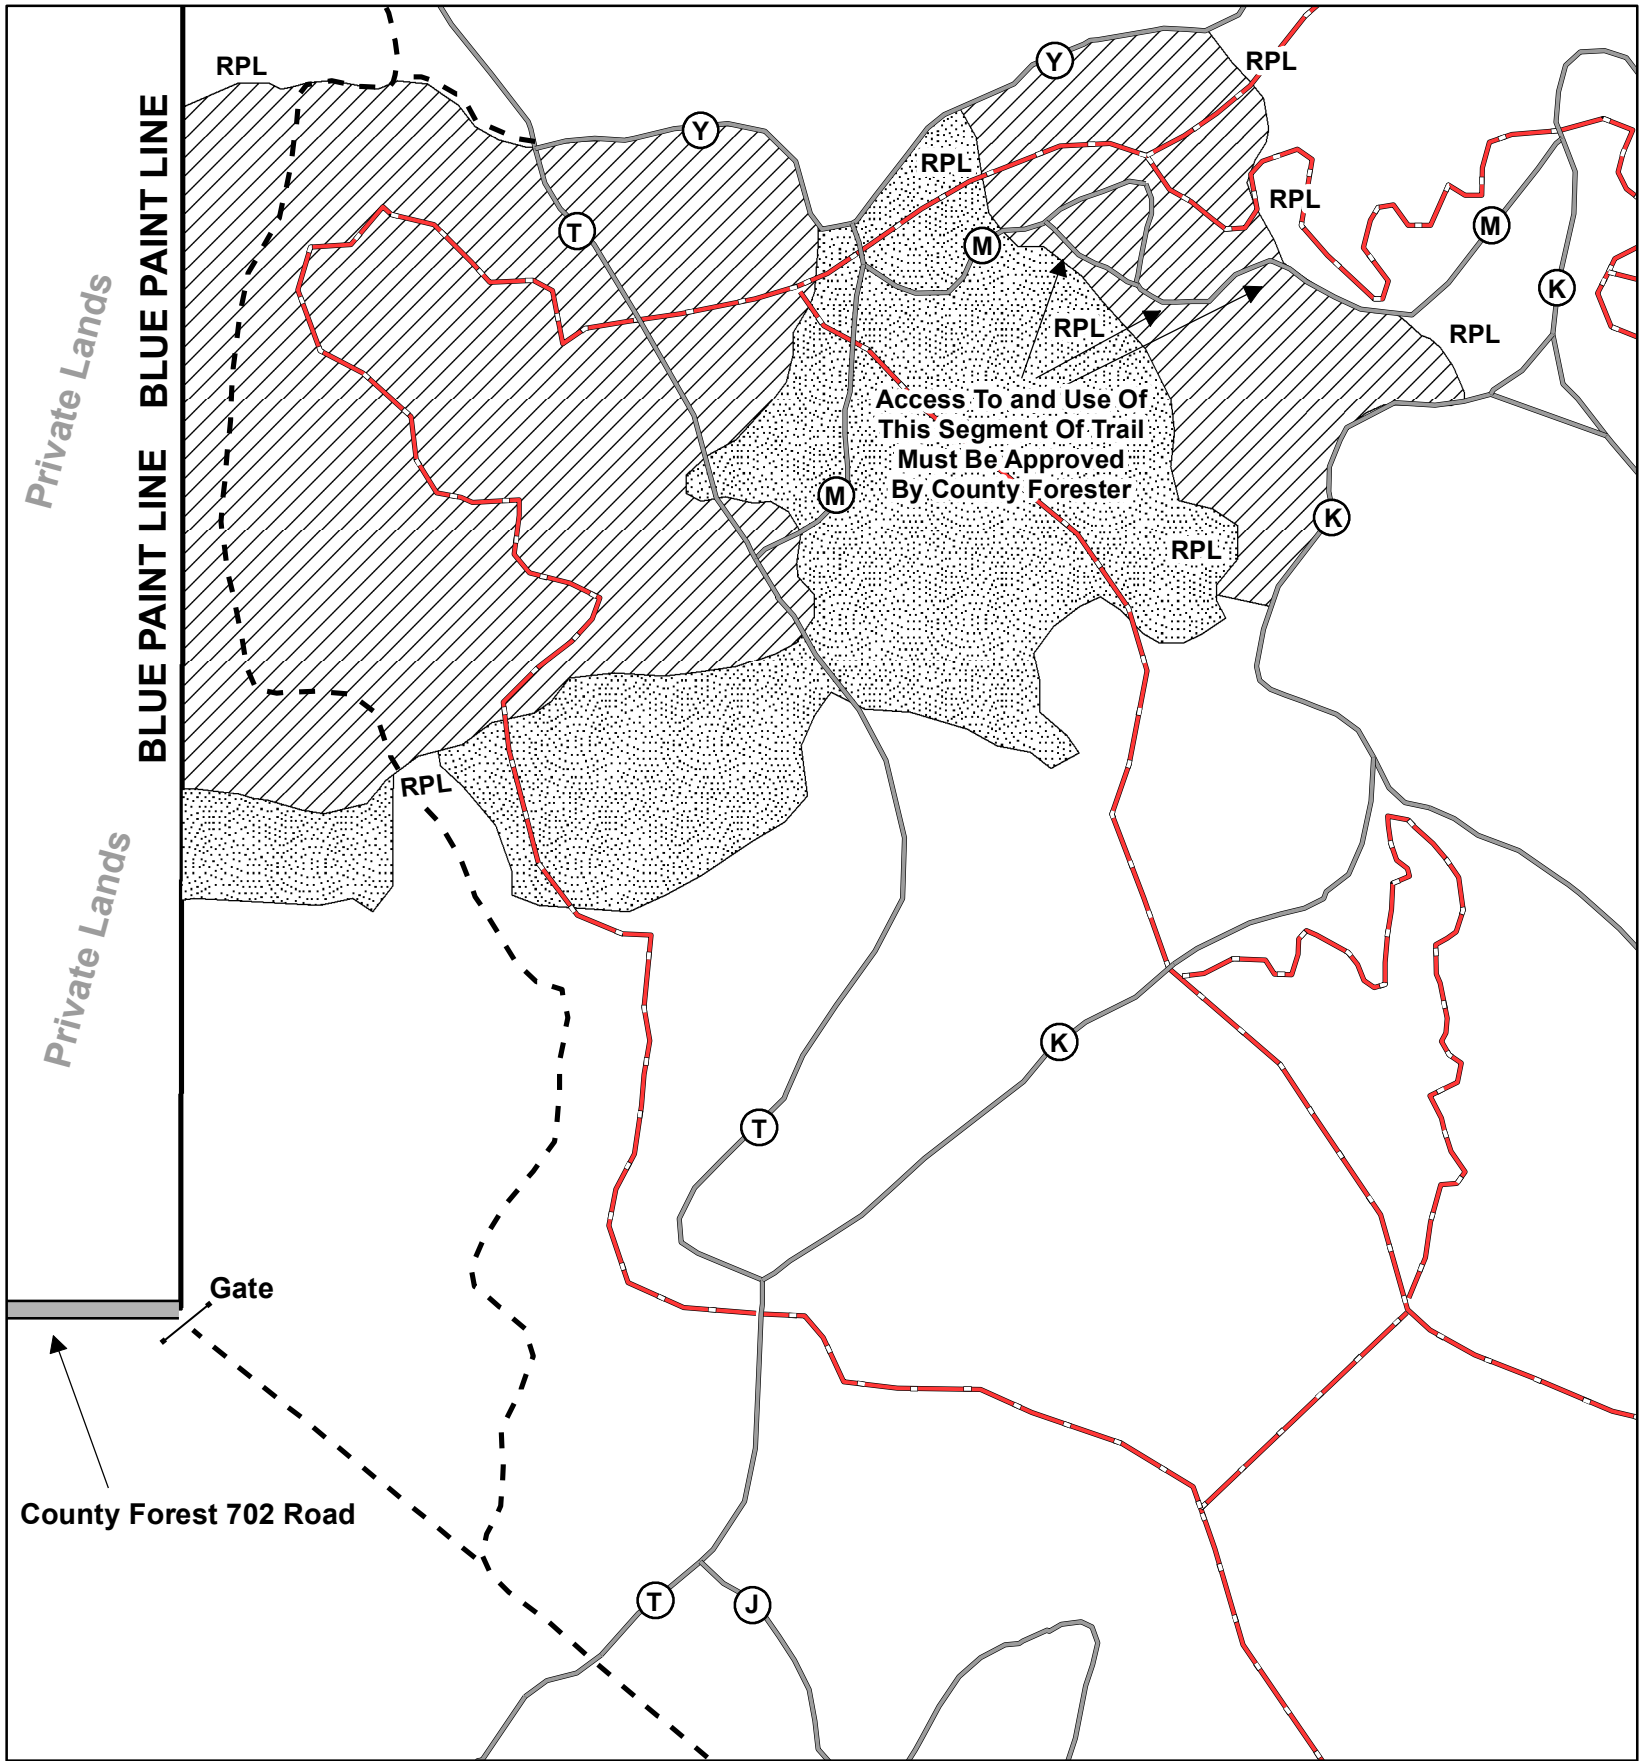 RPL
Y
RPL
BLUE PAINT LINE
Y
RPL
RPL
M
T
M
K
Private Lands
RPL
RPL
Access To and Use Of
This Segment Of Trail
Must Be Approved
By County Forester
M
K
BLUE PAINT LINE
RPL
RPL
Private Lands
K
T
Gate
County Forest 702 Road
T
J